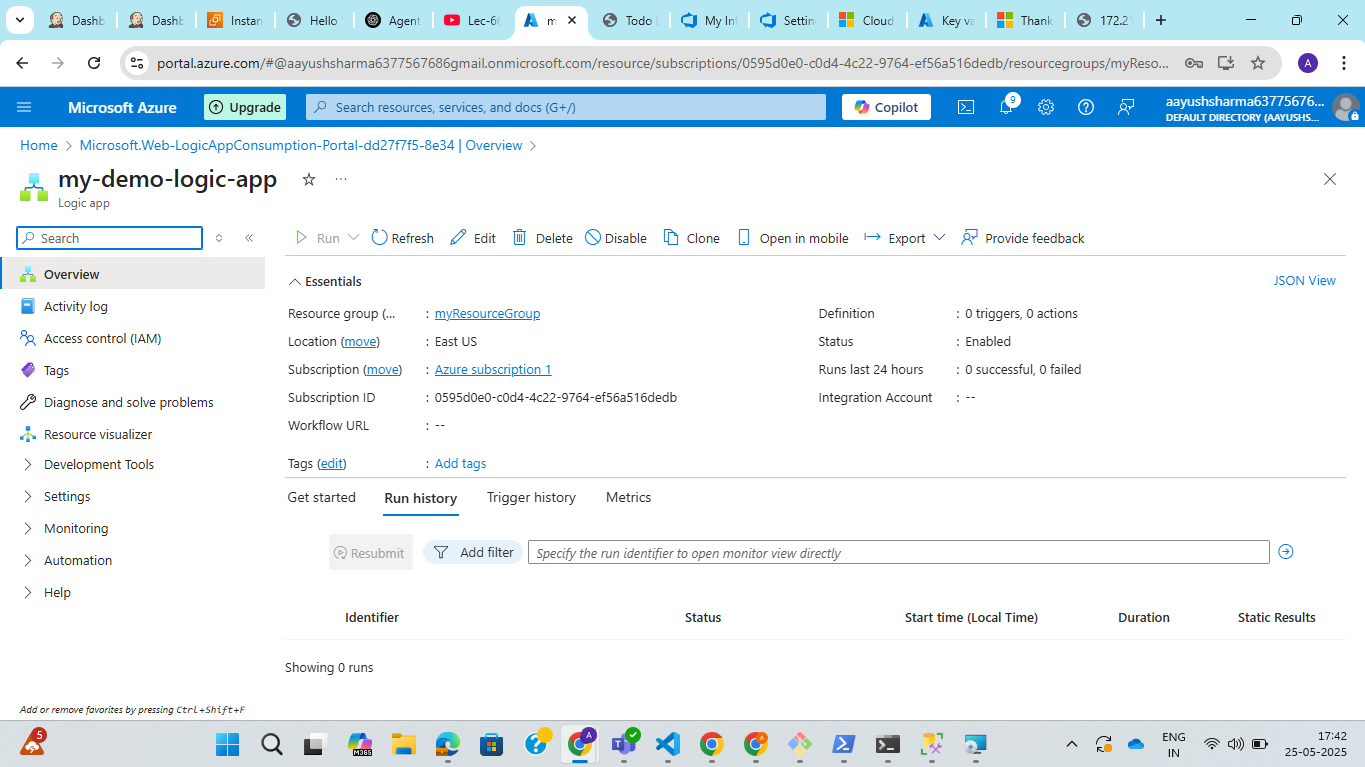 Dashb
Dashb
Instan
Hello
Agent
Lec-6
m
Todo
My In
Settin
Cloud
Key va
Thank
172.2
portal.azure.com/#@aayushsharma6377567686gmail.onmicrosoft.com/resource/subscriptions/0595d0e0-c0d4-4c22-9764-ef56a516dedb/resourcegroups/myReso...
A
Microsoft Azure
Upgrade
Search resources, services, and docs (G+/)
Copilot
9
aayushsharma63775676...
DEFAULT DIRECTORY (AAYUSHS...
Home > Microsoft.Web-LogicAppConsumption-Portal-dd27f7f5-8e34 | Overview >
my-demo-logic-app
Logic app
Search
Run
Refresh
Edit
Delete
Disable
Clone
Open in mobile
Export
Provide feedback
Overview
Activity log
Access control (IAM)
Tags
Diagnose and solve problems
Resource visualizer
Development Tools
Settings
Monitoring
Automation
Help
Add or remove favorites by pressing Ctrl+Shift+F
Essentials
JSON View
Resource group (... : myResourceGroup
Location (move) : East US
Subscription (move) : Azure subscription 1
Subscription ID : 0595d0e0-c0d4-4c22-9764-ef56a516dedb
Workflow URL : --
Definition : 0 triggers, 0 actions
Status : Enabled
Runs last 24 hours : 0 successful, 0 failed
Integration Account : --
Tags (edit) : Add tags
Get started
Run history
Trigger history
Metrics
Resubmit
Add filter
Specify the run identifier to open monitor view directly
Identifier
Status
Start time (Local Time)
Duration
Static Results
Showing 0 runs
5
M365
A
ENG
IN
17:42
25-05-2025